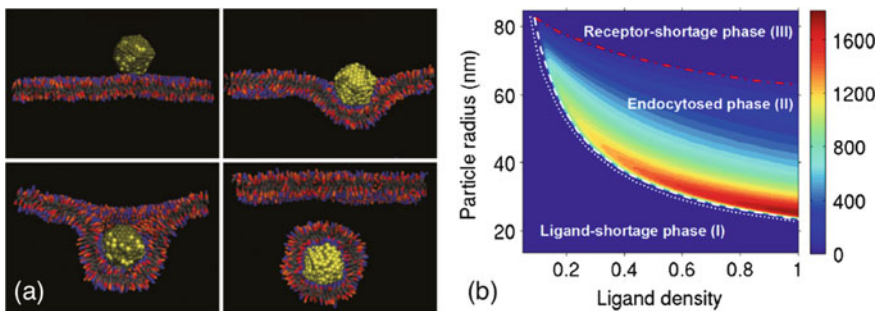 (a)
(b)
Particle radius (nm)
80
60
40
20
Receptor-shortage phase (III)
Endocytosed phase (II)
Ligand-shortage phase (I)
0.2 0.4 0.6 0.8 1
Ligand density
1600
1200
800
400
0